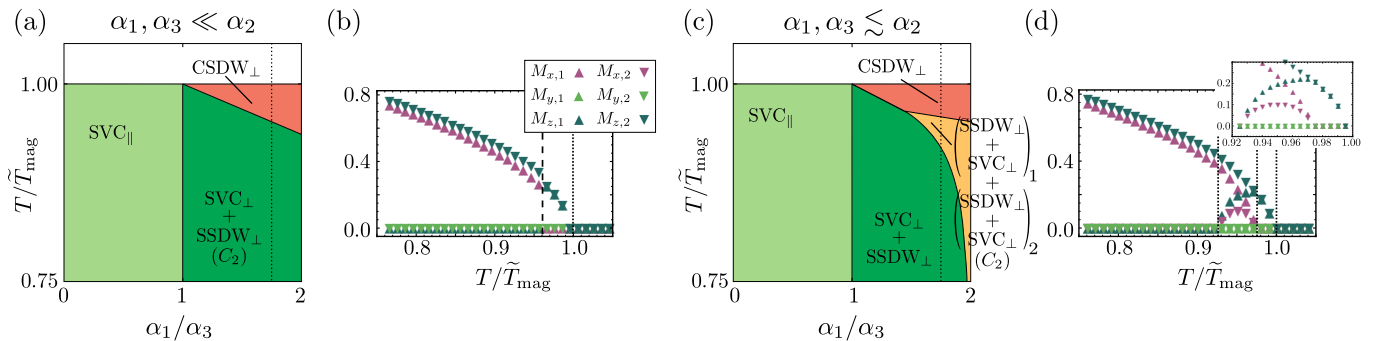 (a)
α₁, α₃ ≪ α₂
T/T̃mag
1.00
0.75
CSDW⊥
SVC∥
SVC⊥
+
SSDW⊥
(C₂)
0 1 2
α₁/α₃
(b)
0.8
0.4
0.0
Mx,1 ▲ Mx,2 ▼
My,1 ▲ My,2 ▼
Mz,1 ▲ Mz,2 ▼
0.8 0.9 1.0
T/T̃mag
(c)
α₁, α₃ ≲ α₂
T/T̃mag
1.00
0.75
CSDW⊥
SVC∥
SVC⊥
+
SSDW⊥
(SSDW⊥
+
SVC⊥)₁
+
(SSDW⊥
+
SVC⊥)₂
(C₂)
0 1 2
α₁/α₃
(d)
0.8
0.4
0.0
0.2
0.1
0.0
0.92 0.94 0.96 0.98 1.00
0.8 0.9 1.0
T/T̃mag